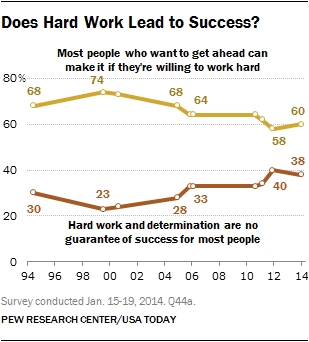 Does Hard Work Lead to Success?
Most people who want to get ahead can
make it if they're willing to work hard
80%
60
40
20
0
68
74
68
64
58
60
30
23
28
33
40
38
Hard work and determination are no
guarantee of success for most people
94 96 98 00 02 04 06 08 10 12 14
Survey conducted Jan. 15-19, 2014. Q44a.
PEW RESEARCH CENTER/USA TODAY